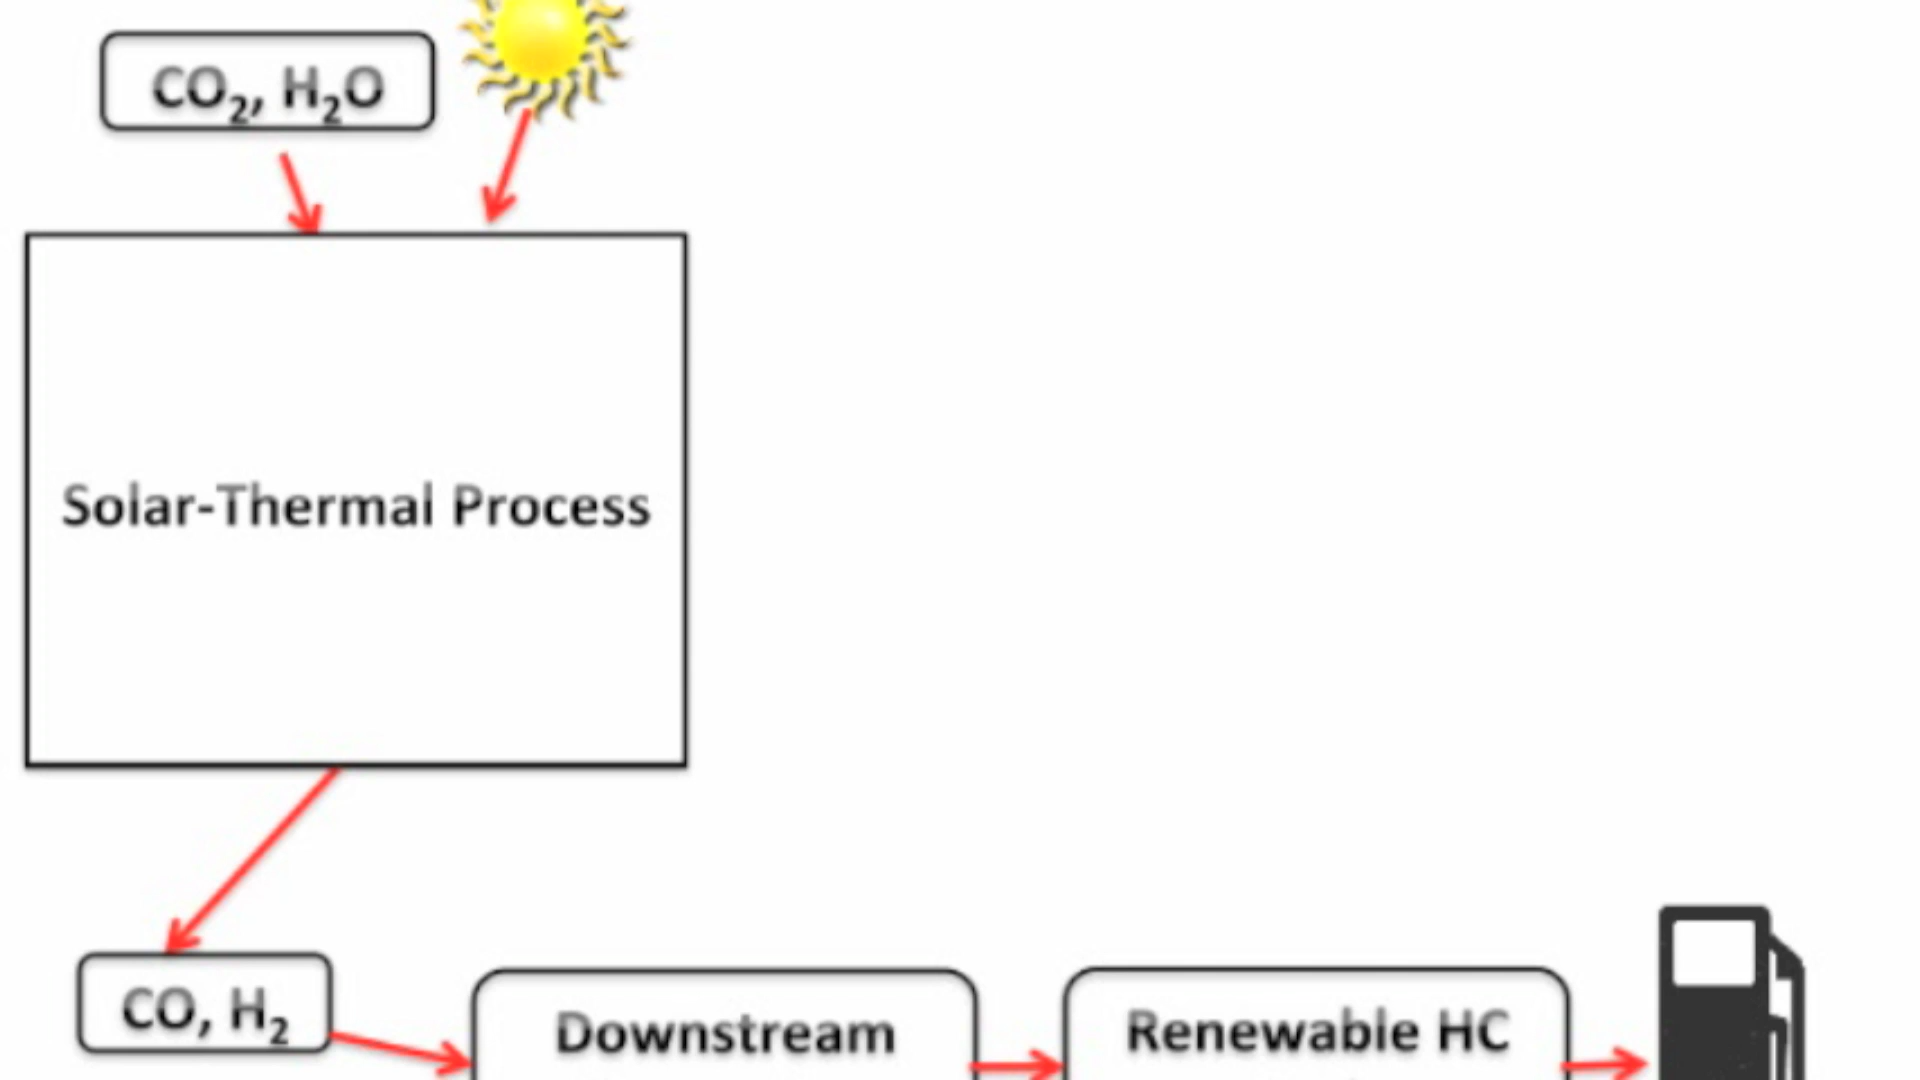 CO₂, H₂O
Solar-Thermal Process
CO, H₂
Downstream
Renewable HC